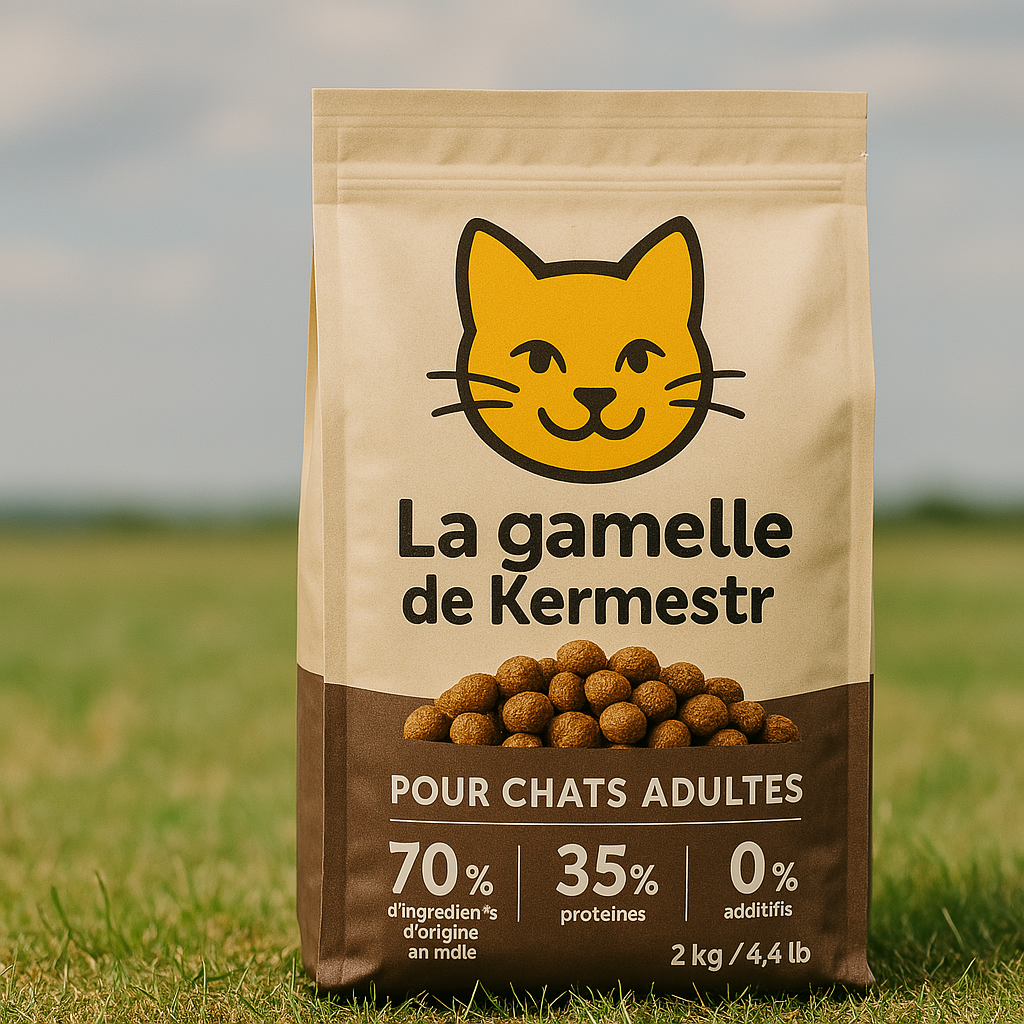 La gamelle
de Kermestr
POUR CHATS ADULTES
70 %
d'ingredien*s
d'origine
an mdle
35%
proteines
0%
additifis
2 kg / 4,4 lb